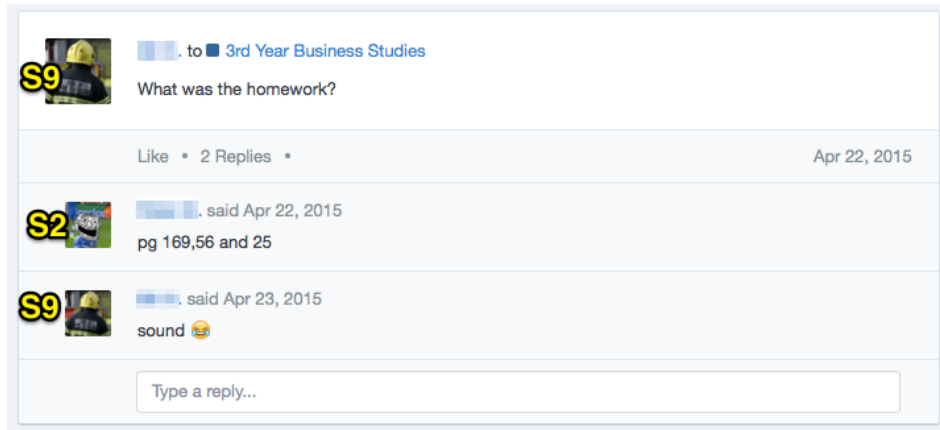 . to 3rd Year Business Studies
S9
What was the homework?
Like • 2 Replies •
Apr 22, 2015
. said Apr 22, 2015
S2
pg 169,56 and 25
. said Apr 23, 2015
S9
sound 😂
Type a reply...